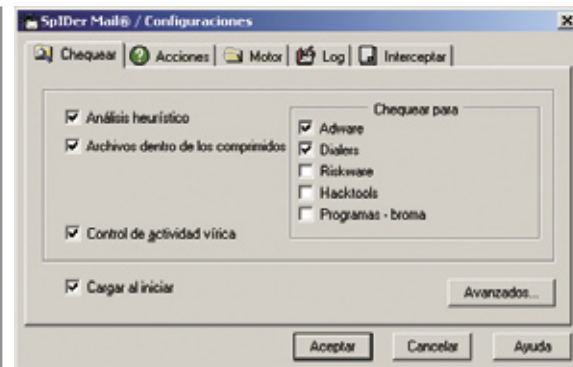 SpIDer Mail® / Configuraciones
Chequear Acciones Motor Log Interceptar
Análisis heurístico
Archivos dentro de los comprimidos
Control de actividad vírica
Chequear para
Adware
Dialers
Riskware
Hacktools
Programas - broma
Cargar al iniciar
Avanzados...
Aceptar Cancelar Ayuda